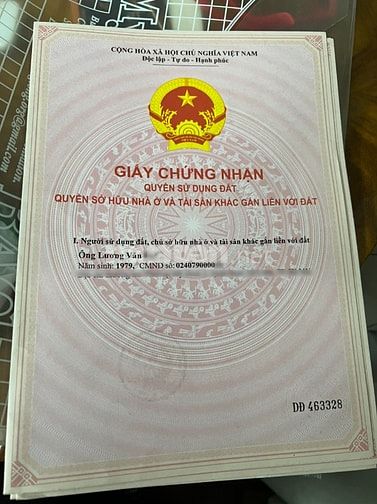 CỘNG HÒA XÃ HỘI CHỦ NGHĨA VIỆT NAM
Độc lập - Tự do - Hạnh phúc
GIẤY CHỨNG NHẬN
QUYỀN SỬ DỤNG ĐẤT
QUYỀN SỞ HỮU NHÀ Ở VÀ TÀI SẢN KHÁC GẮN LIỀN VỚI ĐẤT
I. Người sử dụng đất, chủ sở hữu nhà ở và tài sản khác gắn liền với đất
Ông Lương Văn
Năm sinh: 1979, CMND số: 0240790000
DĐ 463328